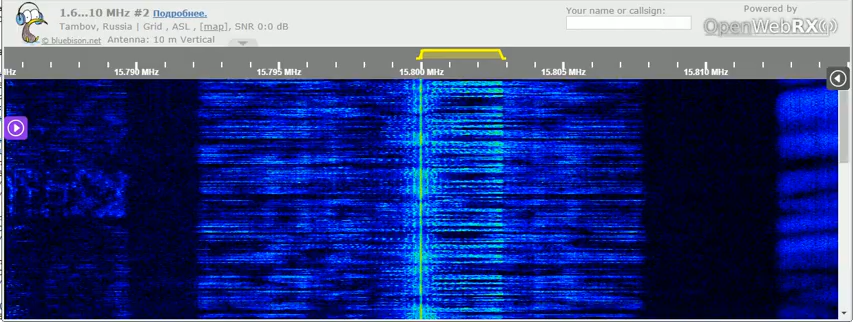 1.6...10 MHz #2 Подробнее.
Tambov, Russia | Grid , ASL , [map], SNR 0:0 dB
© bluebison.net Antenna: 10 m Vertical
Your name or callsign:
Powered by
OpenWebRX
15.790 MHz 15.795 MHz 15.800 MHz 15.805 MHz 15.810 MHz